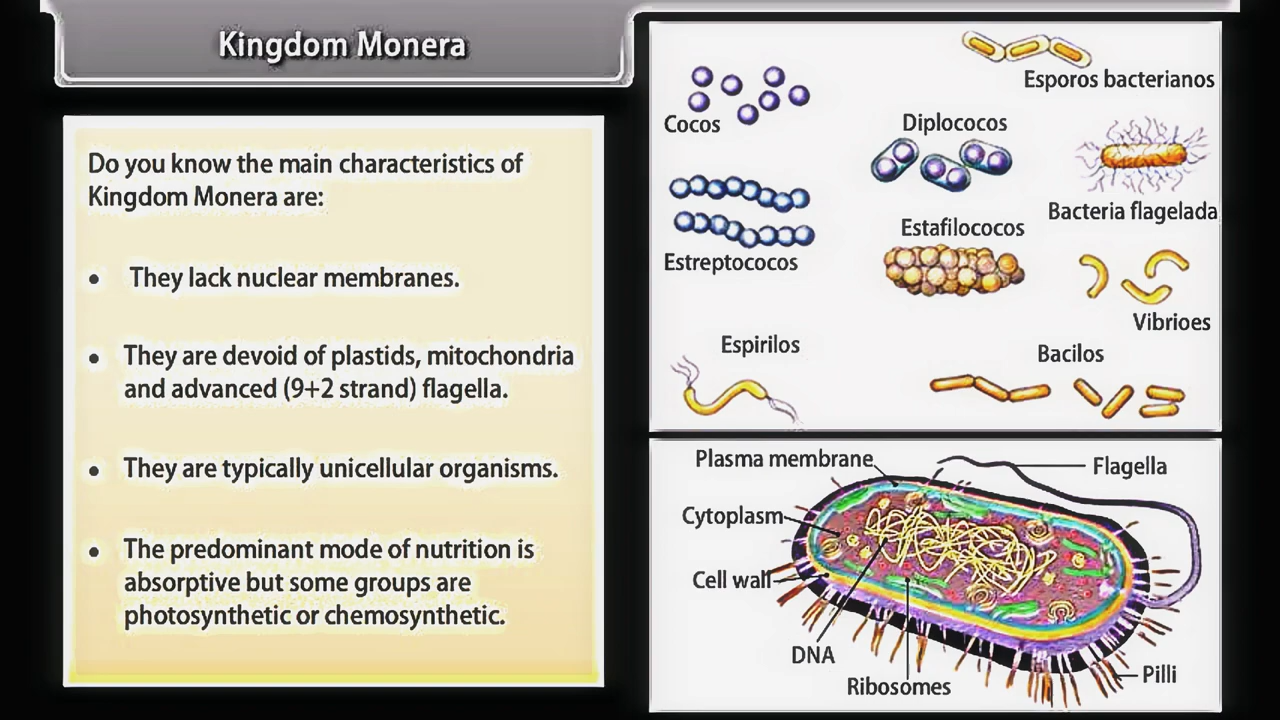 Kingdom Monera
Do you know the main characteristics of
Kingdom Monera are:
• They lack nuclear membranes.
• They are devoid of plastids, mitochondria
and advanced (9+2 strand) flagella.
• They are typically unicellular organisms.
• The predominant mode of nutrition is
absorptive but some groups are
photosynthetic or chemosynthetic.
Esporos bacterianos
Cocos
Diplococos
Bacteria flagelada
Estafilococos
Estreptococos
Vibrioes
Espirilos
Bacilos
Plasma membrane
Flagella
Cytoplasm
Cell wall
DNA
Ribosomes
Pilli